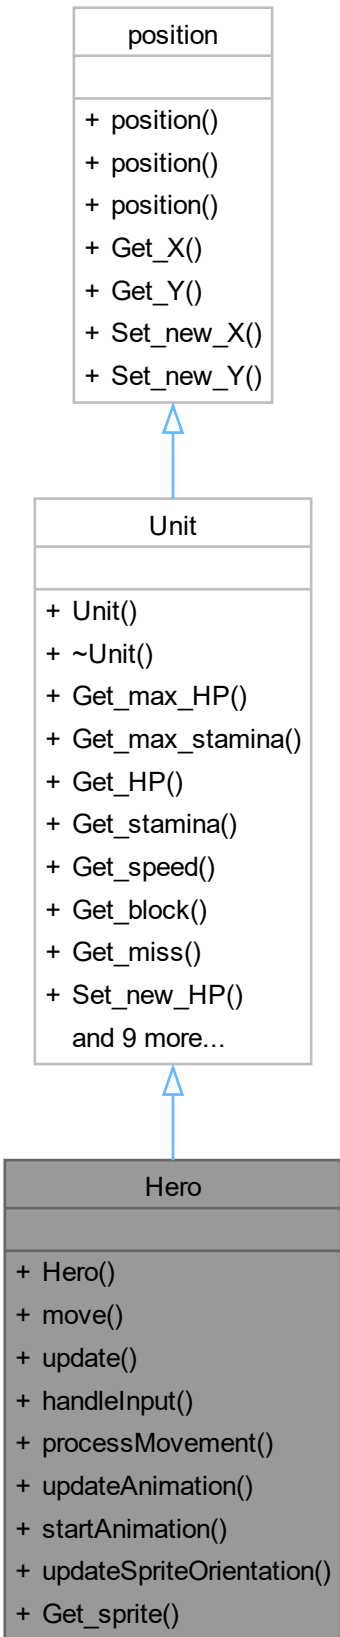 position
+ position()
+ position()
+ position()
+ Get_X()
+ Get_Y()
+ Set_new_X()
+ Set_new_Y()
Unit
+ Unit()
+ ~Unit()
+ Get_max_HP()
+ Get_max_stamina()
+ Get_HP()
+ Get_stamina()
+ Get_speed()
+ Get_block()
+ Get_miss()
+ Set_new_HP()
and 9 more...
Hero
+ Hero()
+ move()
+ update()
+ handleInput()
+ processMovement()
+ updateAnimation()
+ startAnimation()
+ updateSpriteOrientation()
+ Get_sprite()